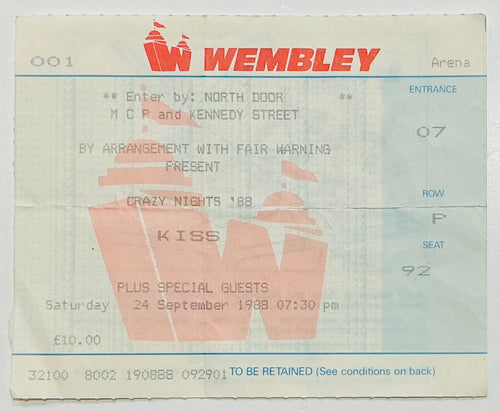 001 WEMBLEY Arena
** Enter by: NORTH DOOR **
M C P and KENNEDY STREET
BY ARRANGEMENT WITH FAIR WARNING
PRESENT
CRAZY NIGHTS '88
KISS
PLUS SPECIAL GUESTS
Saturday 24 September 1988 07:30 pm
£10.00
ENTRANCE
07
ROW
P
SEAT
92
32100 8002 190888 092901 TO BE RETAINED (See conditions on back)